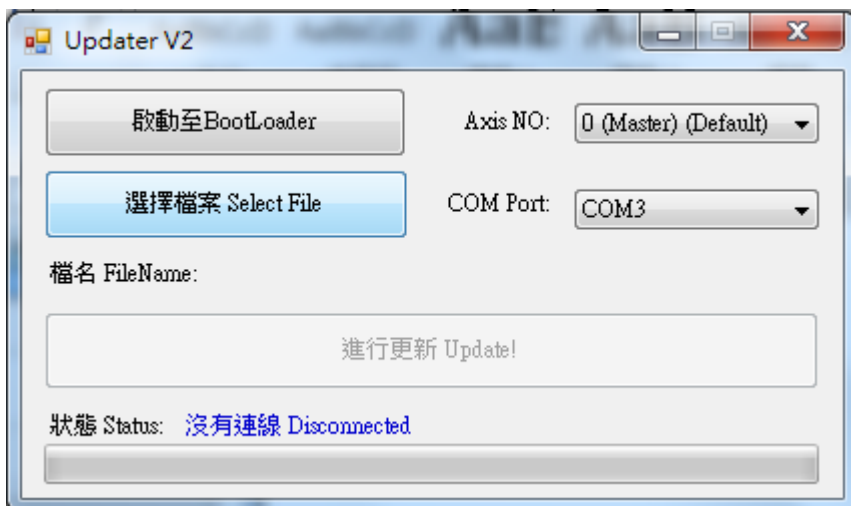 Updater V2
啟動至BootLoader
Axis NO:
0 (Master) (Default)
選擇檔案 Select File
COM Port:
COM3
檔名 FileName:
進行更新 Update!
狀態 Status: 沒有連線 Disconnected